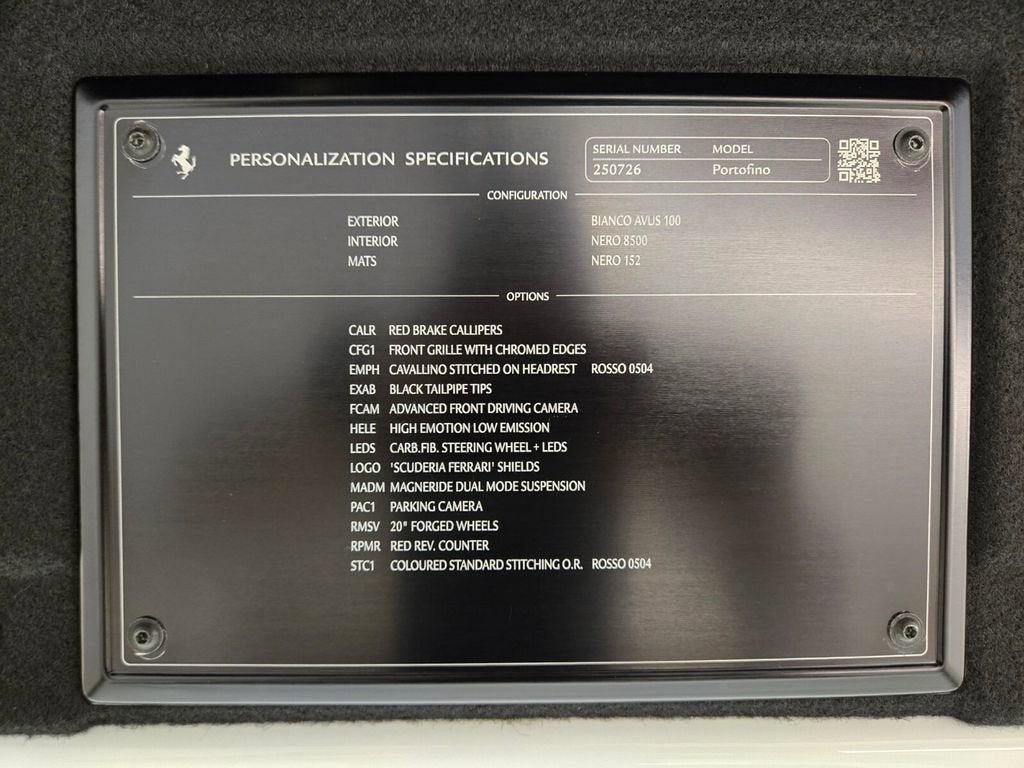 PERSONALIZATION SPECIFICATIONS
SERIAL NUMBER MODEL
250726 Portofino
CONFIGURATION
EXTERIOR BIANCO AVUS 100
INTERIOR NERO 8500
MATS NERO 152
OPTIONS
CALR RED BRAKE CALLIPERS
CFG1 FRONT GRILLE WITH CHROMED EDGES
EMPH CAVALLINO STITCHED ON HEADREST ROSSO 0504
EXAB BLACK TAILPIPE TIPS
FCAM ADVANCED FRONT DRIVING CAMERA
HELE HIGH EMOTION LOW EMISSION
LEDS CARB.FIB. STEERING WHEEL + LEDS
LOGO 'SCUDERIA FERRARI' SHIELDS
MADM MAGNERIDE DUAL MODE SUSPENSION
PAC1 PARKING CAMERA
RMSV 20" FORGED WHEELS
RPMR RED REV. COUNTER
STC1 COLOURED STANDARD STITCHING O.R. ROSSO 0504